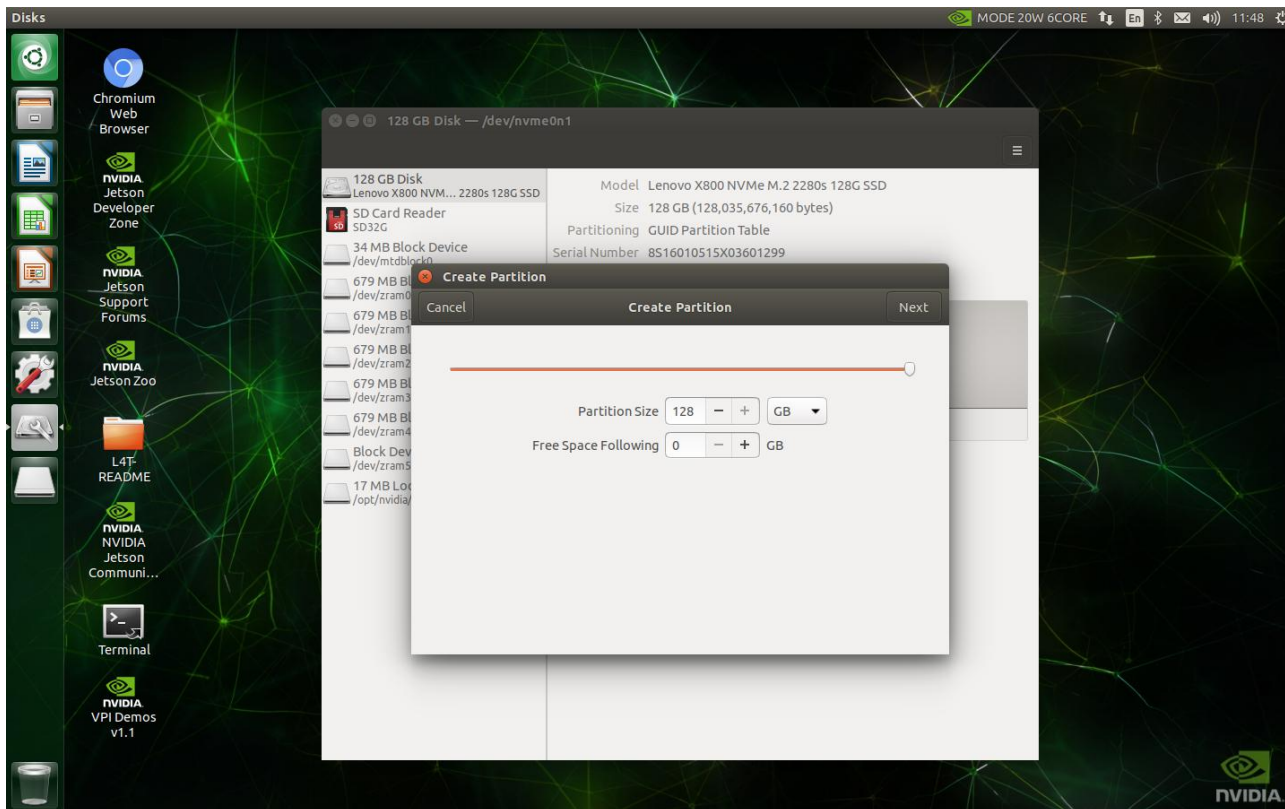 Disks
MODE 20W 6CORE
En
11:48
Chromium
Web
Browser
NVIDIA.
Jetson
Developer
Zone
NVIDIA.
Jetson
Support
Forums
NVIDIA.
Jetson Zoo
L4T-
README
NVIDIA.
NVIDIA
Jetson
Communi...
>_
Terminal
NVIDIA.
VPI Demos
v1.1
128 GB Disk — /dev/nvme0n1
128 GB Disk
Lenovo X800 NVM... 2280s 128G SSD
SD
SD Card Reader
SD32G
34 MB Block Device
/dev/mtdblock0
679 MB Bl
/dev/zram0
679 MB Bl
/dev/zram1
679 MB Bl
/dev/zram2
679 MB Bl
/dev/zram3
679 MB Bl
/dev/zram4
Block Dev
/dev/zram5
17 MB Loo
/opt/nvidia/
Model Lenovo X800 NVMe M.2 2280s 128G SSD
Size 128 GB (128,035,676,160 bytes)
Partitioning GUID Partition Table
Serial Number 8S16010515X03601299
Create Partition
Cancel
Create Partition
Next
Partition Size 128 − + GB
Free Space Following 0 − + GB
NVIDIA